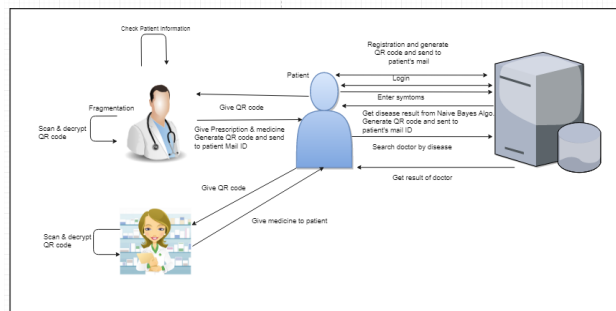 Check Patient Information
Registration and generate
QR code and send to
patient's mail
Patient
Login
Enter symtoms
Fragmentation
Give QR code
Get disease result from Naive Bayes Algo.
Generate QR code and send to
patient's mail ID
Scan & decrypt
QR code
Give Prescription & medicine
Generate QR code and send
to patient Mail ID
Search doctor by disease
Get result of doctor
Give QR code
Give medicine to patient
Scan & decrypt
QR code